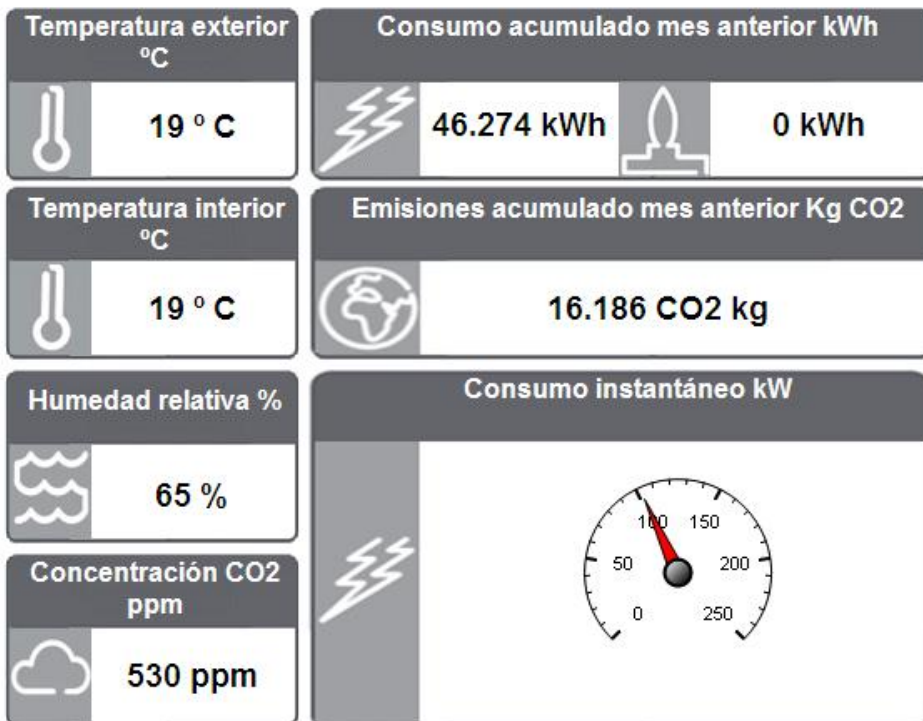 Temperatura exterior
ºC
19 º C
Consumo acumulado mes anterior kWh
46.274 kWh
0 kWh
Temperatura interior
ºC
19 º C
Emisiones acumulado mes anterior Kg CO2
16.186 CO2 kg
Humedad relativa %
65 %
Concentración CO2
ppm
530 ppm
Consumo instantáneo kW
0
50
100
150
200
250